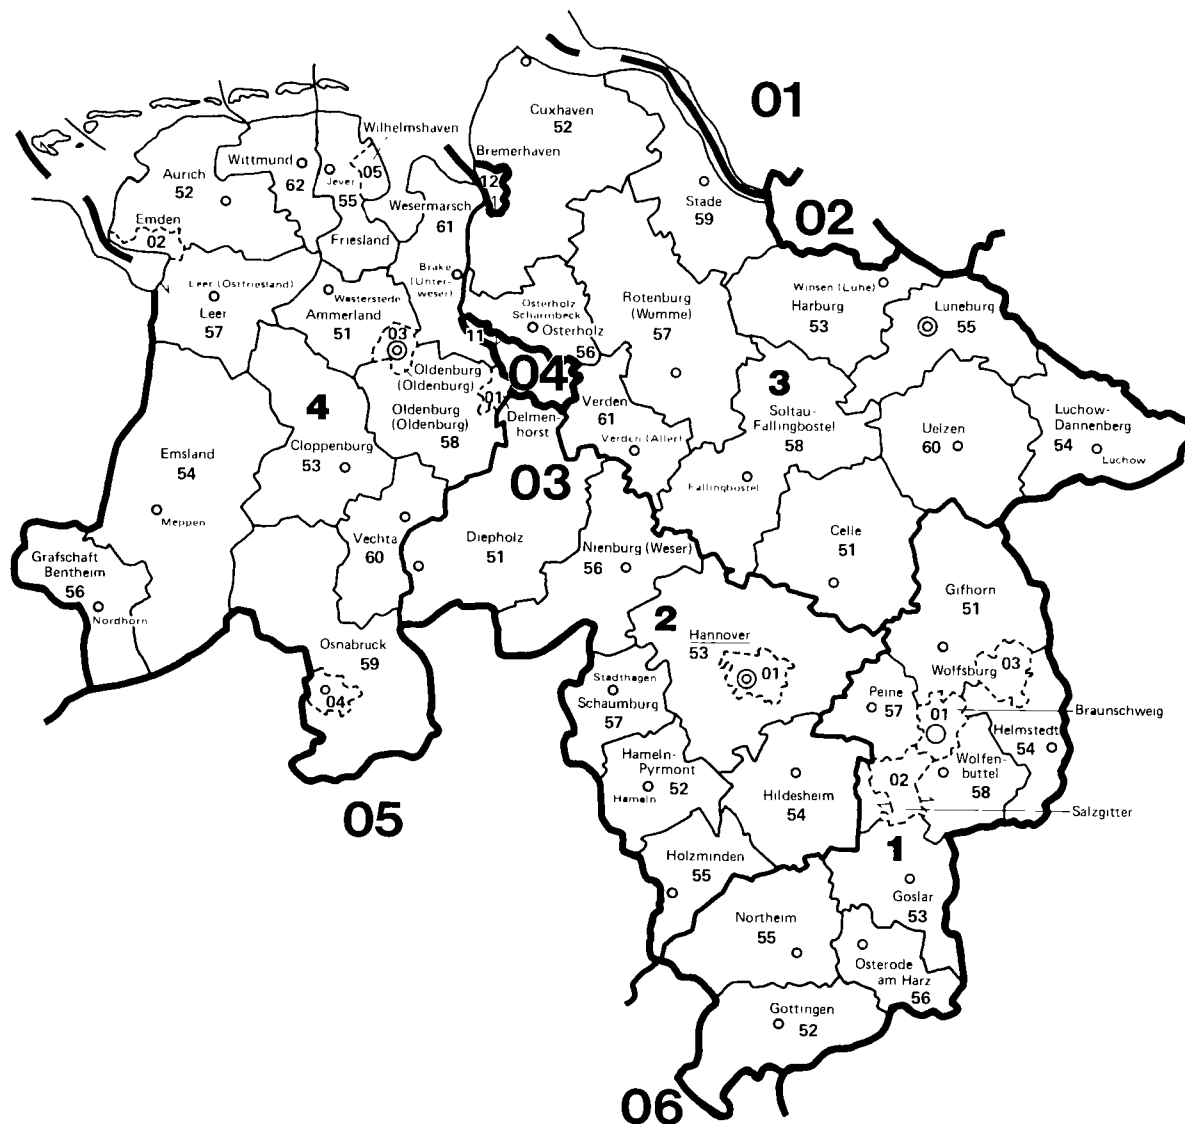 01
Cuxhaven
52
Wilhelmshaven
Bremerhaven
12
Wittmund
62
05
Jever
55
Aurich
52
Wesermarsch
61
Stade
59
02
Emden
02
Friesland
Brake
(Unter-
weser)
Leer (Ostfriesland)
Leer
57
Westerstede
Ammerland
51
03
Osterholz
Scharmbeck
Osterholz
56
11
04
Rotenburg
(Wumme)
57
Winsen (Luhe)
Harburg
53
Luneburg
55
Oldenburg
(Oldenburg)
Oldenburg
(Oldenburg)
58
01
Delmen-
horst
Verden
61
Verden (Aller)
3
Soltau-
Fallingbostel
58
Fallingbostel
Uelzen
60
Luchow-
Dannenberg
54
Luchow
4
Cloppenburg
53
Emsland
54
Meppen
03
Vechta
60
Diepholz
51
Nienburg (Weser)
56
Celle
51
Grafschaft
Bentheim
56
Nordhorn
Gifhorn
51
Osnabruck
59
04
2
Hannover
53
01
Wolfsburg
03
Stadthagen
Schaumburg
57
Peine
57
01
Braunschweig
Helmstedt
54
Hameln-
Pyrmont
52
Hameln
Hildesheim
54
02
Wolfen-
buttel
58
Salzgitter
05
1
Holzminden
55
Goslar
53
Northeim
55
Osterode
am Harz
56
Gottingen
52
06